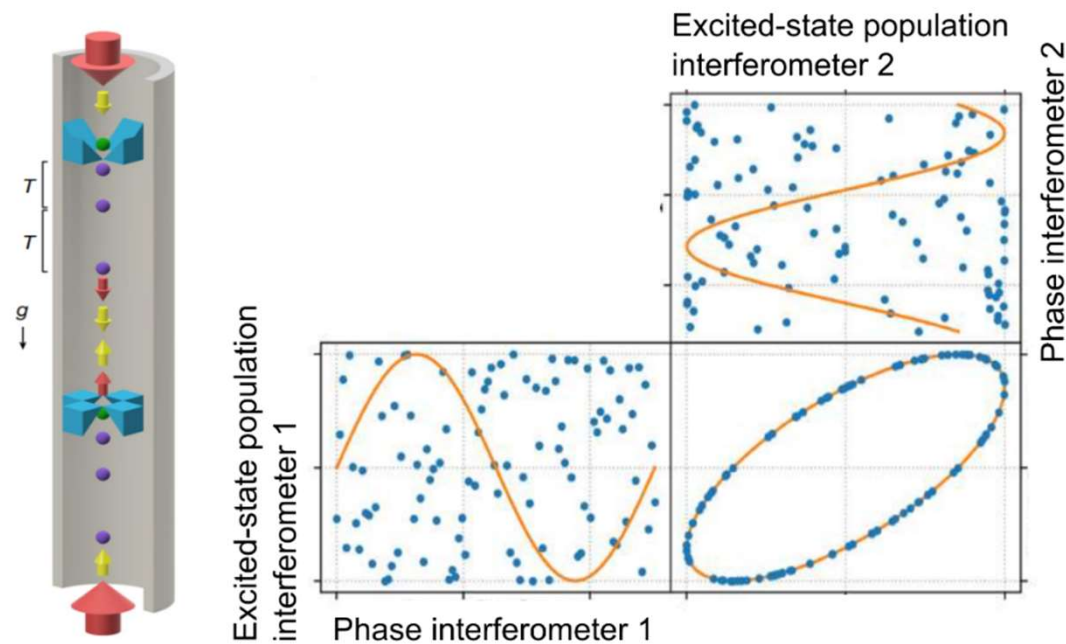 T
T
g
Excited-state population
interferometer 2
Phase interferometer 2
Excited-state population
interferometer 1
Phase interferometer 1